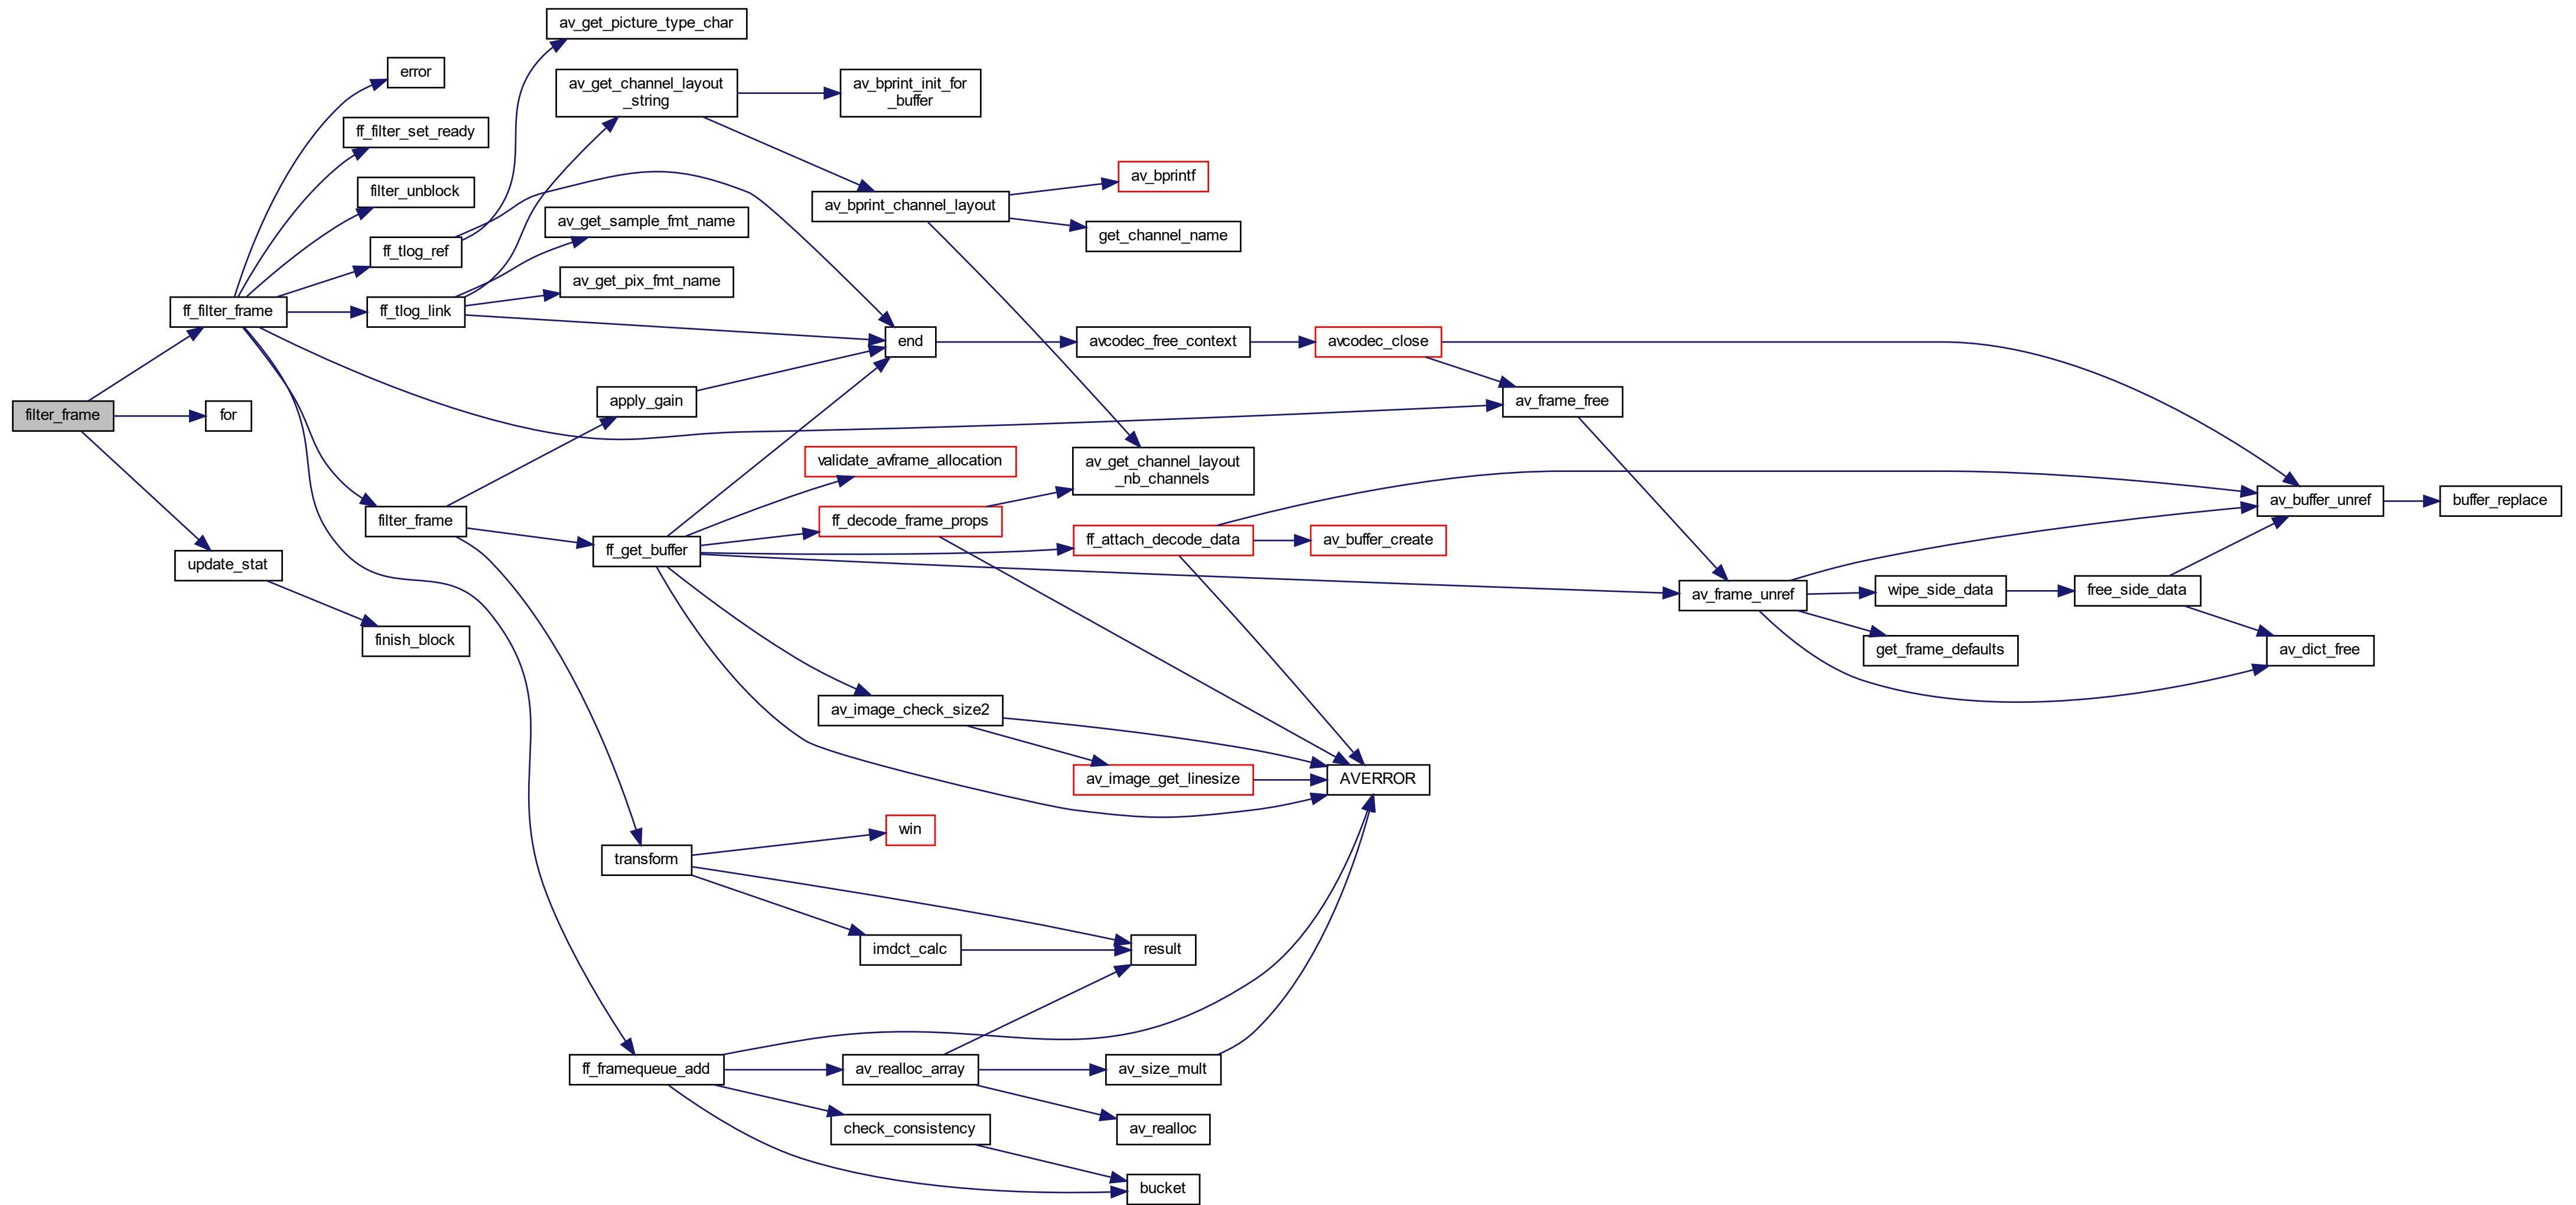 av_get_picture_type_char
error
av_get_channel_layout
_string
av_bprint_init_for
_buffer
ff_filter_set_ready
av_bprintf
filter_unblock
av_bprint_channel_layout
av_get_sample_fmt_name
get_channel_name
ff_tlog_ref
av_get_pix_fmt_name
ff_filter_frame
ff_tlog_link
end
avcodec_free_context
avcodec_close
filter_frame
for
apply_gain
av_frame_free
validate_avframe_allocation
av_get_channel_layout
_nb_channels
av_buffer_unref
buffer_replace
filter_frame
ff_decode_frame_props
ff_get_buffer
ff_attach_decode_data
av_buffer_create
update_stat
av_frame_unref
wipe_side_data
free_side_data
finish_block
get_frame_defaults
av_dict_free
av_image_check_size2
av_image_get_linesize
AVERROR
win
transform
imdct_calc
result
ff_framequeue_add
av_realloc_array
av_size_mult
check_consistency
av_realloc
bucket